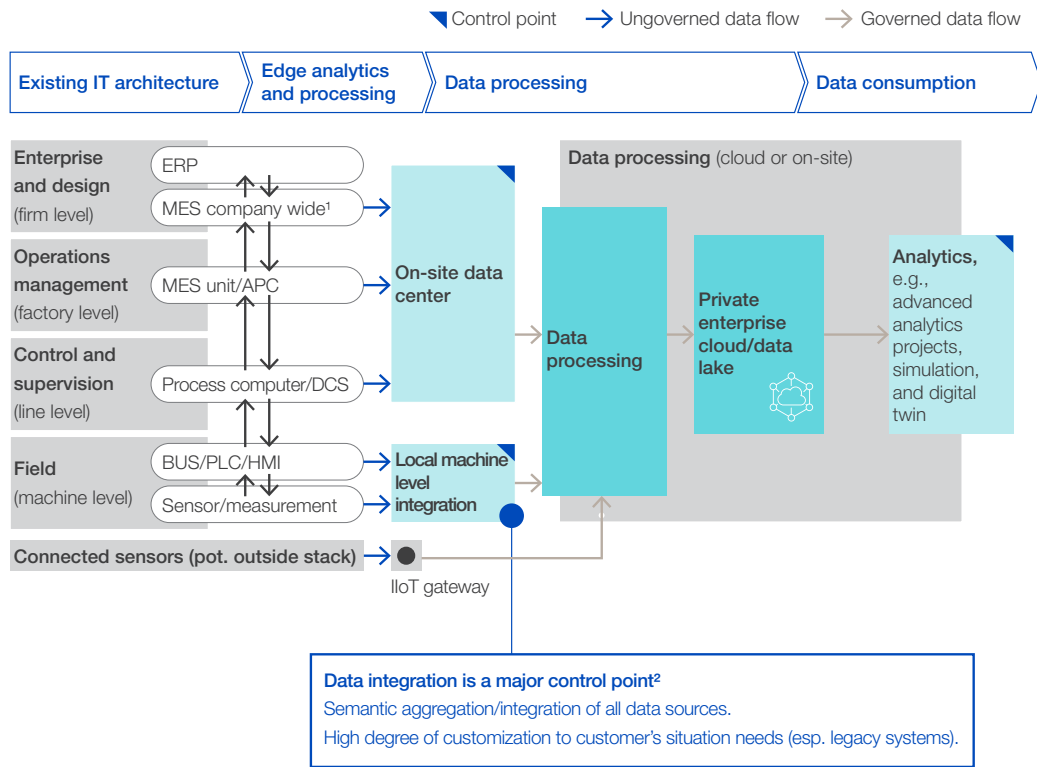 Control point
Ungoverned data flow
Governed data flow
Existing IT architecture
Edge analytics
and processing
Data processing
Data consumption
Enterprise
and design
(firm level)
ERP
MES company wide¹
Operations
management
(factory level)
MES unit/APC
Control and
supervision
(line level)
Process computer/DCS
Field
(machine level)
BUS/PLC/HMI
Sensor/measurement
Connected sensors (pot. outside stack)
On-site data
center
Local machine
level
integration
IIoT gateway
Data processing (cloud or on-site)
Data
processing
Private
enterprise
cloud/data
lake
Analytics,
e.g.,
advanced
analytics
projects,
simulation,
and digital
twin
Data integration is a major control point²
Semantic aggregation/integration of all data sources.
High degree of customization to customer’s situation needs (esp. legacy systems).